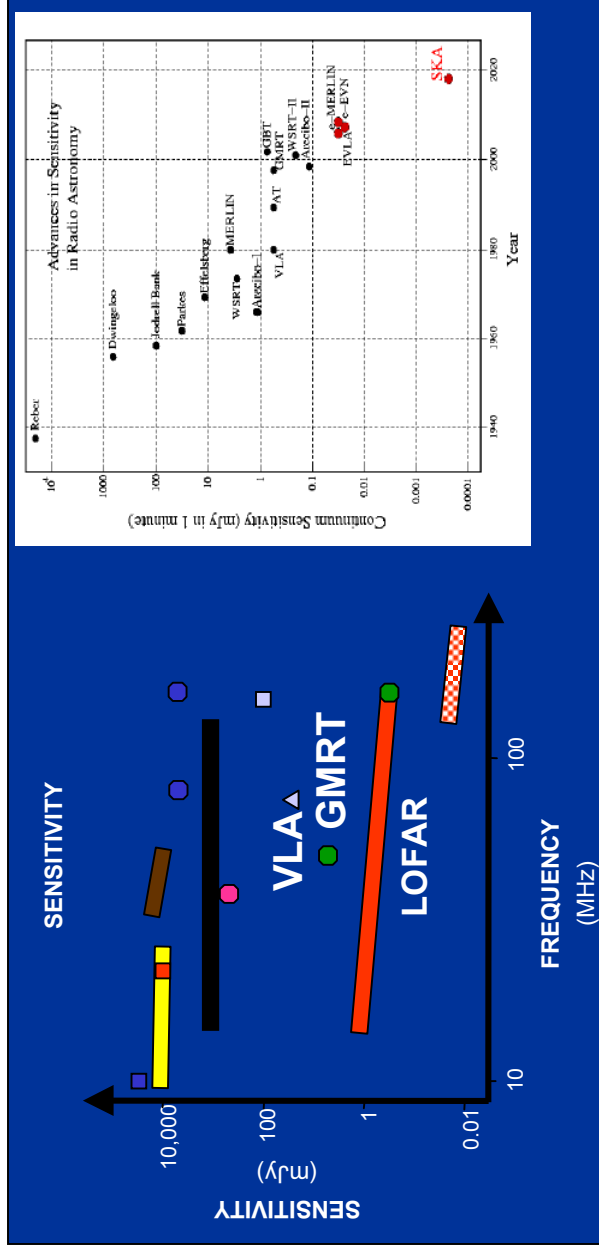 SENSITIVITY
SENSITIVITY
(mJy)
10,000
100
1
0.01
VLA
GMRT
LOFAR
10
100
FREQUENCY
(MHz)
Advances in Sensitivity
in Radio Astronomy
Continuum Sensitivity (mJy in 1 minute)
10⁴
1000
100
10
1
0.1
0.01
0.001
0.0001
Reber
Dwingeloo
Jodrell Bank
Parkes
Effelsberg
MERLIN
WSRT
Arecibo-I
VLA
AT
GBT
GMRT
WSRT-II
Arecibo-II
e-MERLIN
e-EVN
EVLA
SKA
1940
1960
1980
2000
2020
Year